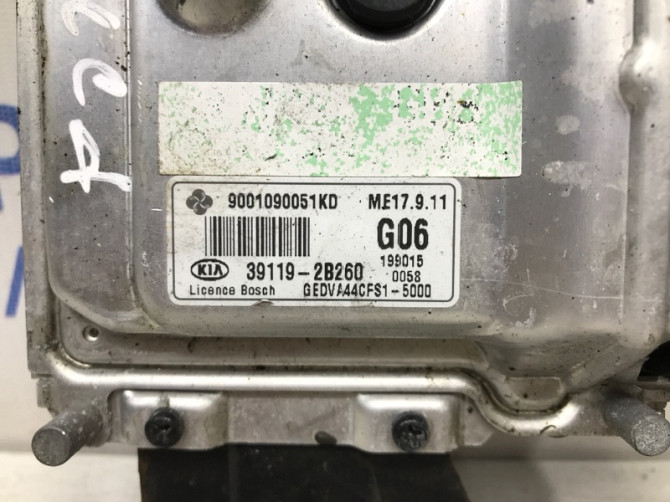 9001090051KD ME17.9.11
G06
199015
KIA 39119-2B260 0058
Licence Bosch GEDVA44CFS1-5000